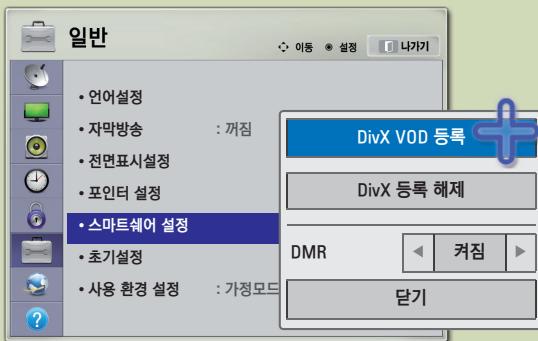 일반
이동 ◉ 설정 나가기
• 언어설정
• 자막방송 : 꺼짐
• 전면표시설정
• 포인터 설정
• 스마트쉐어 설정
• 초기설정
• 사용 환경 설정 : 가정모드
DivX VOD 등록
DivX 등록 해제
DMR ◀ 켜짐 ▶
닫기
?